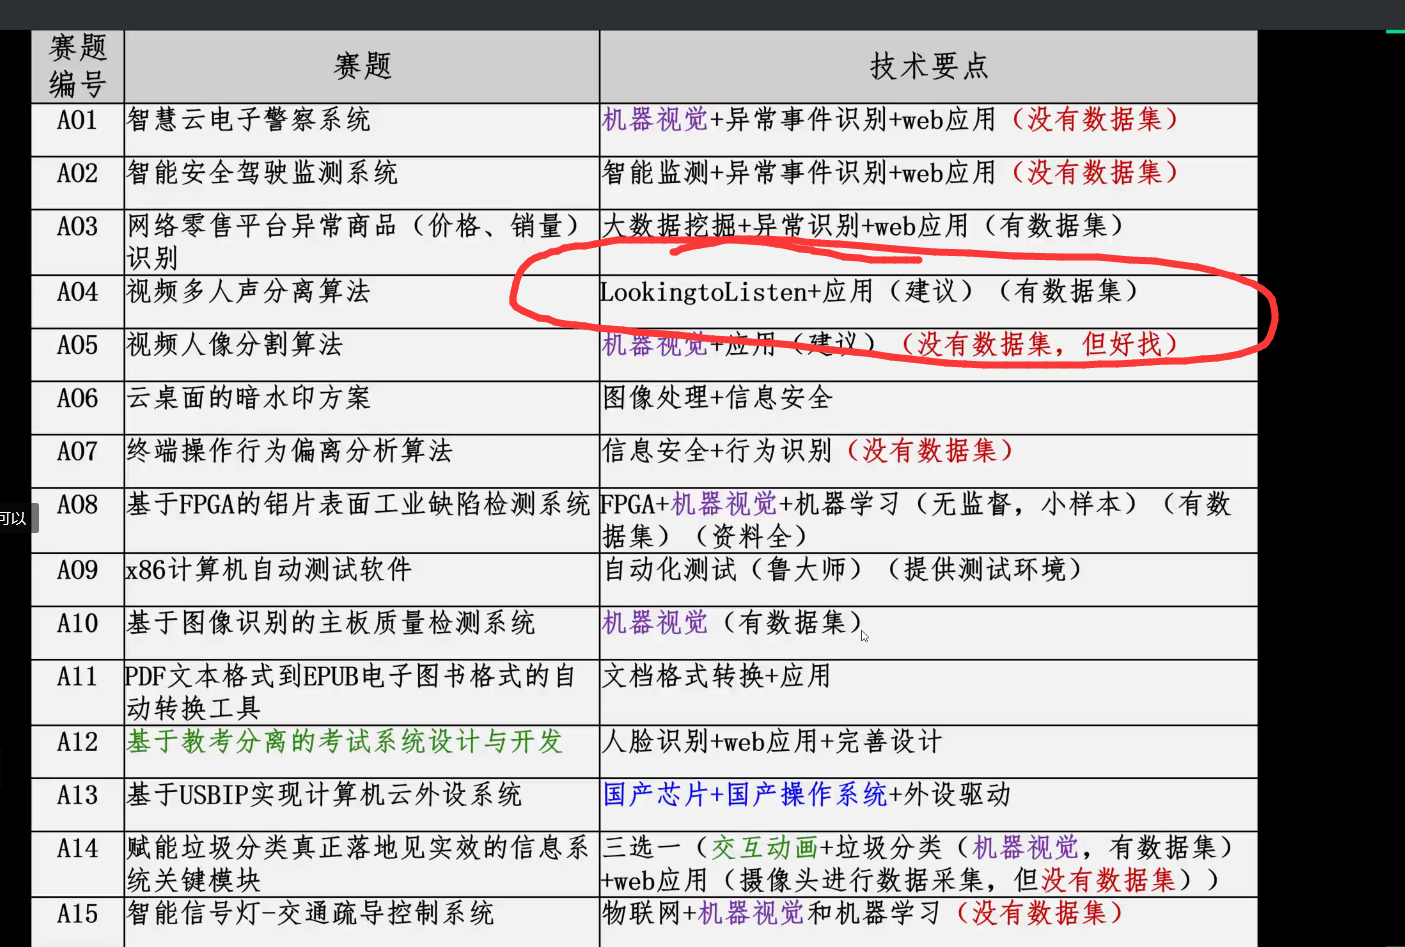 赛题
编号
赛题
技术要点
A01
智慧云电子警察系统
机器视觉+异常事件识别+web应用（没有数据集）
A02
智能安全驾驶监测系统
智能监测+异常事件识别+web应用（没有数据集）
A03
网络零售平台异常商品（价格、销量）
识别
大数据挖掘+异常识别+web应用（有数据集）
A04
视频多人声分离算法
LookingtoListen+应用（建议）（有数据集）
A05
视频人像分割算法
机器视觉+应用（建议）（没有数据集，但好找）
A06
云桌面的暗水印方案
图像处理+信息安全
A07
终端操作行为偏离分析算法
信息安全+行为识别（没有数据集）
可以
A08
基于FPGA的铝片表面工业缺陷检测系统
FPGA+机器视觉+机器学习（无监督，小样本）（有数
据集）（资料全）
A09
x86计算机自动测试软件
自动化测试（鲁大师）（提供测试环境）
A10
基于图像识别的主板质量检测系统
机器视觉（有数据集）
A11
PDF文本格式到EPUB电子图书格式的自
动转换工具
文档格式转换+应用
A12
基于教考分离的考试系统设计与开发
人脸识别+web应用+完善设计
A13
基于USBIP实现计算机云外设系统
国产芯片+国产操作系统+外设驱动
A14
赋能垃圾分类真正落地见实效的信息系
统关键模块
三选一（交互动画+垃圾分类（机器视觉，有数据集）
+web应用（摄像头进行数据采集，但没有数据集））
A15
智能信号灯-交通疏导控制系统
物联网+机器视觉和机器学习（没有数据集）